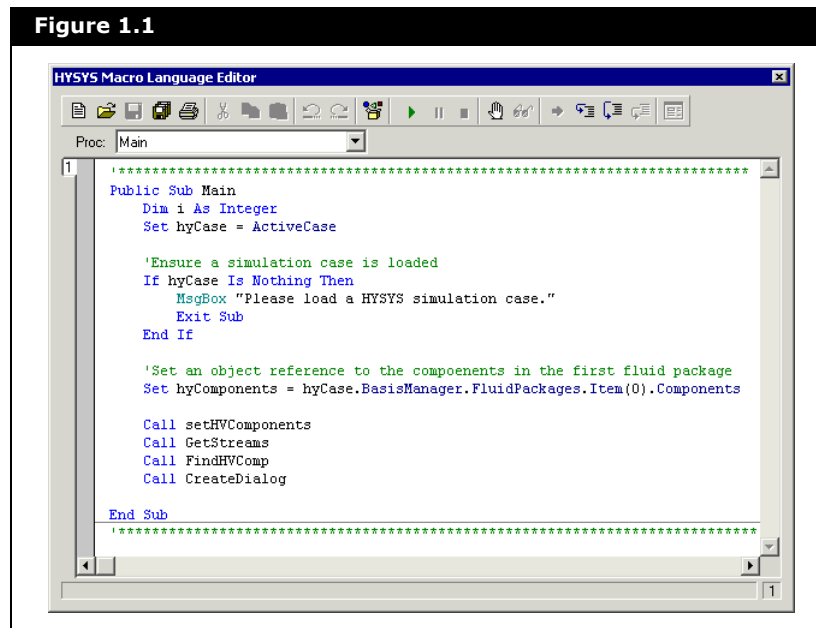 Figure 1.1
HYSYS Macro Language Editor
Proc: Main
1
'***************************************************************************
Public Sub Main
Dim i As Integer
Set hyCase = ActiveCase
'Ensure a simulation case is loaded
If hyCase Is Nothing Then
MsgBox "Please load a HYSYS simulation case."
Exit Sub
End If
'Set an object reference to the compoenents in the first fluid package
Set hyComponents = hyCase.BasisManager.FluidPackages.Item(0).Components
Call setHVComponents
Call GetStreams
Call FindHVComp
Call CreateDialog
End Sub
'****************************************************************************
1